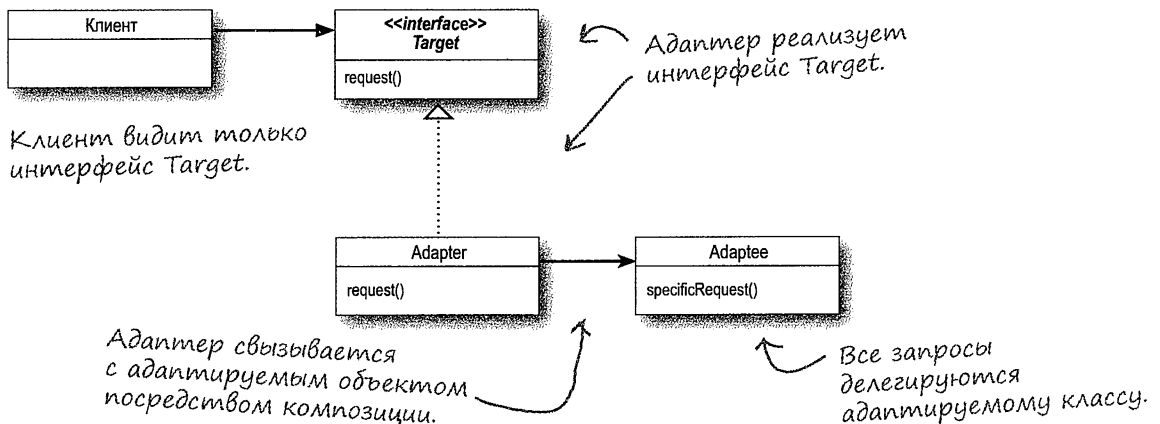 Клиент
<<interface>>
Target
request()
Адаптер реализует
интерфейс Target.
Клиент видит только
интерфейс Target.
Adapter
request()
Adaptee
specificRequest()
Адаптер свызывается
с адаптируемым объектом
посредством композиции.
Все запросы
делегируются
адаптируемому классу.